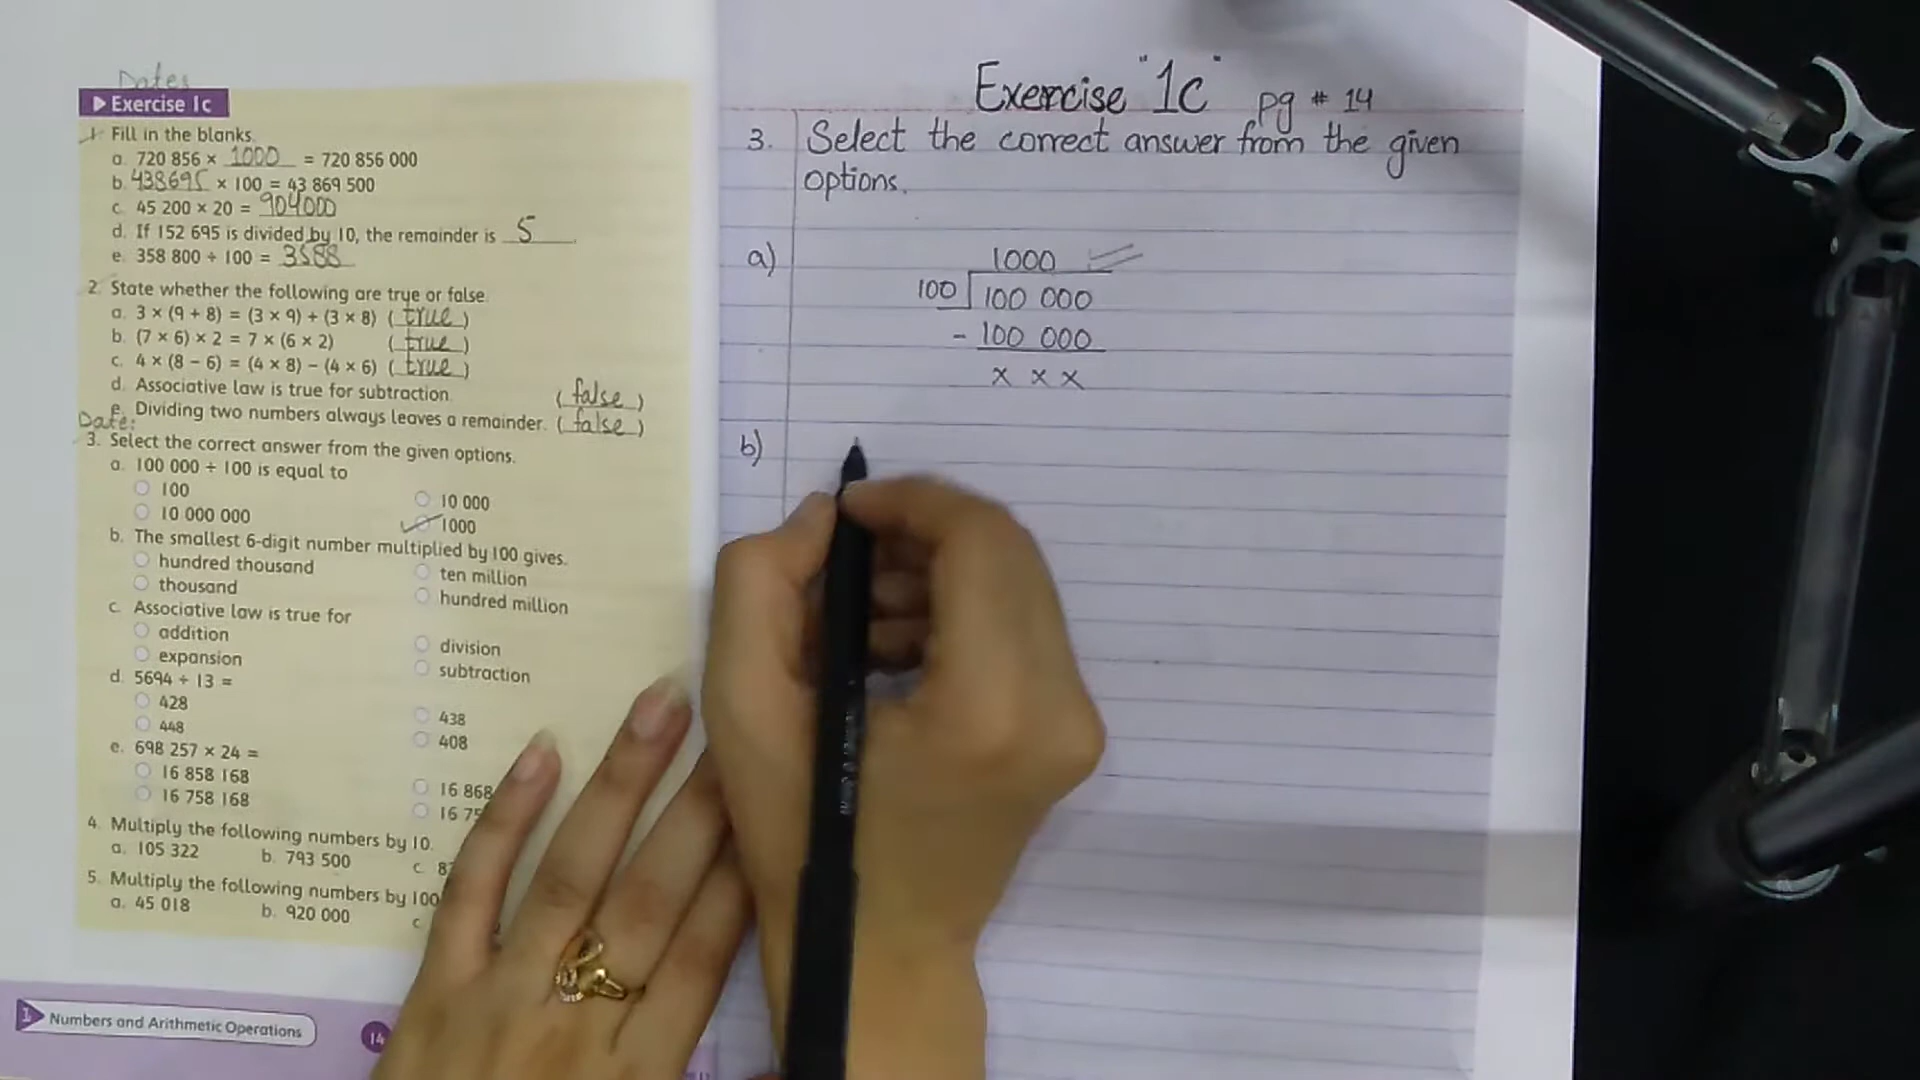 Dates
Exercise 1c
1. Fill in the blanks.
a. 720 856 × 1000 = 720 856 000
b. 438695 × 100 = 43 869 500
c. 45 200 × 20 = 904000
d. If 152 695 is divided by 10, the remainder is 5.
e. 358 800 ÷ 100 = 3588
2. State whether the following are true or false.
a. 3 × (9 + 8) = (3 × 9) + (3 × 8) (true)
b. (7 × 6) × 2 = 7 × (6 × 2) (true)
c. 4 × (8 − 6) = (4 × 8) − (4 × 6) (true)
d. Associative law is true for subtraction. (false)
e. Dividing two numbers always leaves a remainder. (false)
Date:
3. Select the correct answer from the given options.
a. 100 000 ÷ 100 is equal to
100 10 000
10 000 000 1000
b. The smallest 6-digit number multiplied by 100 gives.
hundred thousand ten million
thousand hundred million
c. Associative law is true for
addition division
expansion subtraction
d. 5694 ÷ 13 =
428 438
448 408
e. 698 257 × 24 =
16 858 168 16 868
16 758 168 16 75
4. Multiply the following numbers by 10.
a. 105 322 b. 793 500 c. 8
5. Multiply the following numbers by 100
a. 45 018 b. 920 000 c.
1 Numbers and Arithmetic Operations 14
Exercise "1c" pg # 14
3. Select the correct answer from the given
options.
a) 1000
100 100 000
- 100 000
x x x
b)